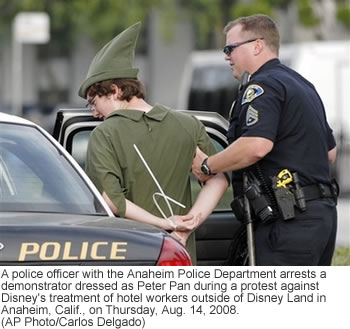 POLICE
A police officer with the Anaheim Police Department arrests a
demonstrator dressed as Peter Pan during a protest against
Disney's treatment of hotel workers outside of Disney Land in
Anaheim, Calif., on Thursday, Aug. 14, 2008.
(AP Photo/Carlos Delgado)